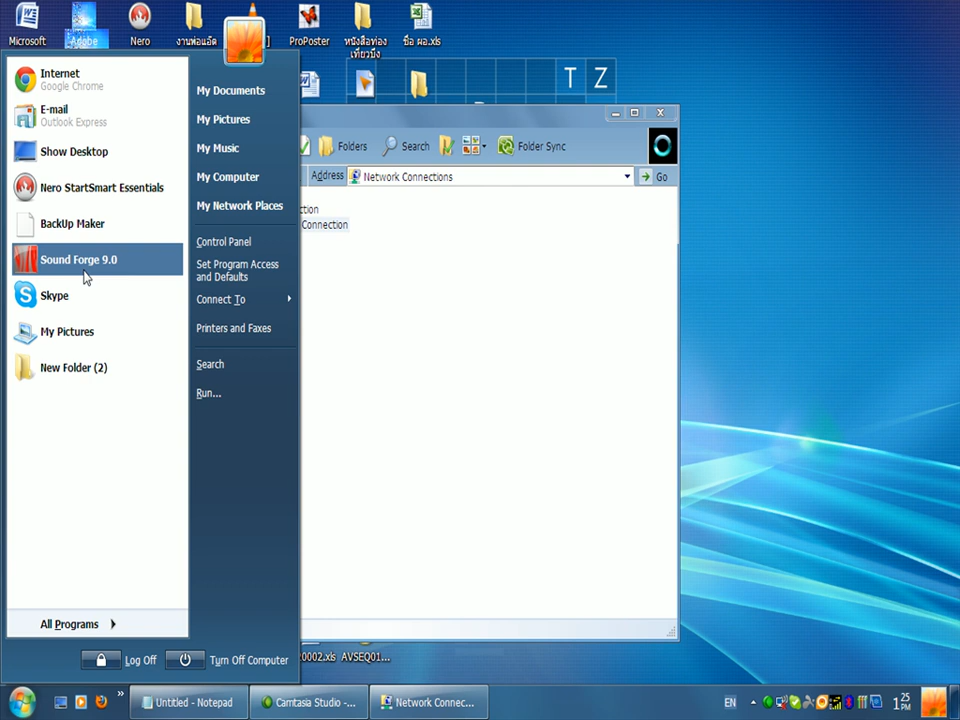 Microsoft
Adobe
Nero
งานพ่อแอ๊ด
]
ProPoster
หนังสือท่อง
เที่ยวบึง
ชื่อ ผอ.xls
T Z
Internet
Google Chrome
E-mail
Outlook Express
Show Desktop
Nero StartSmart Essentials
BackUp Maker
Sound Forge 9.0
Skype
My Pictures
New Folder (2)
All Programs
My Documents
My Pictures
My Music
My Computer
My Network Places
Control Panel
Set Program Access
and Defaults
Connect To
Printers and Faxes
Search
Run...
Log Off
Turn Off Computer
Folders
Search
Folder Sync
Address
Network Connections
Go
ction
Connection
0002.xls
AVSEQ01...
Untitled - Notepad
Camtasia Studio -...
Network Connec...
EN
1 25
PM